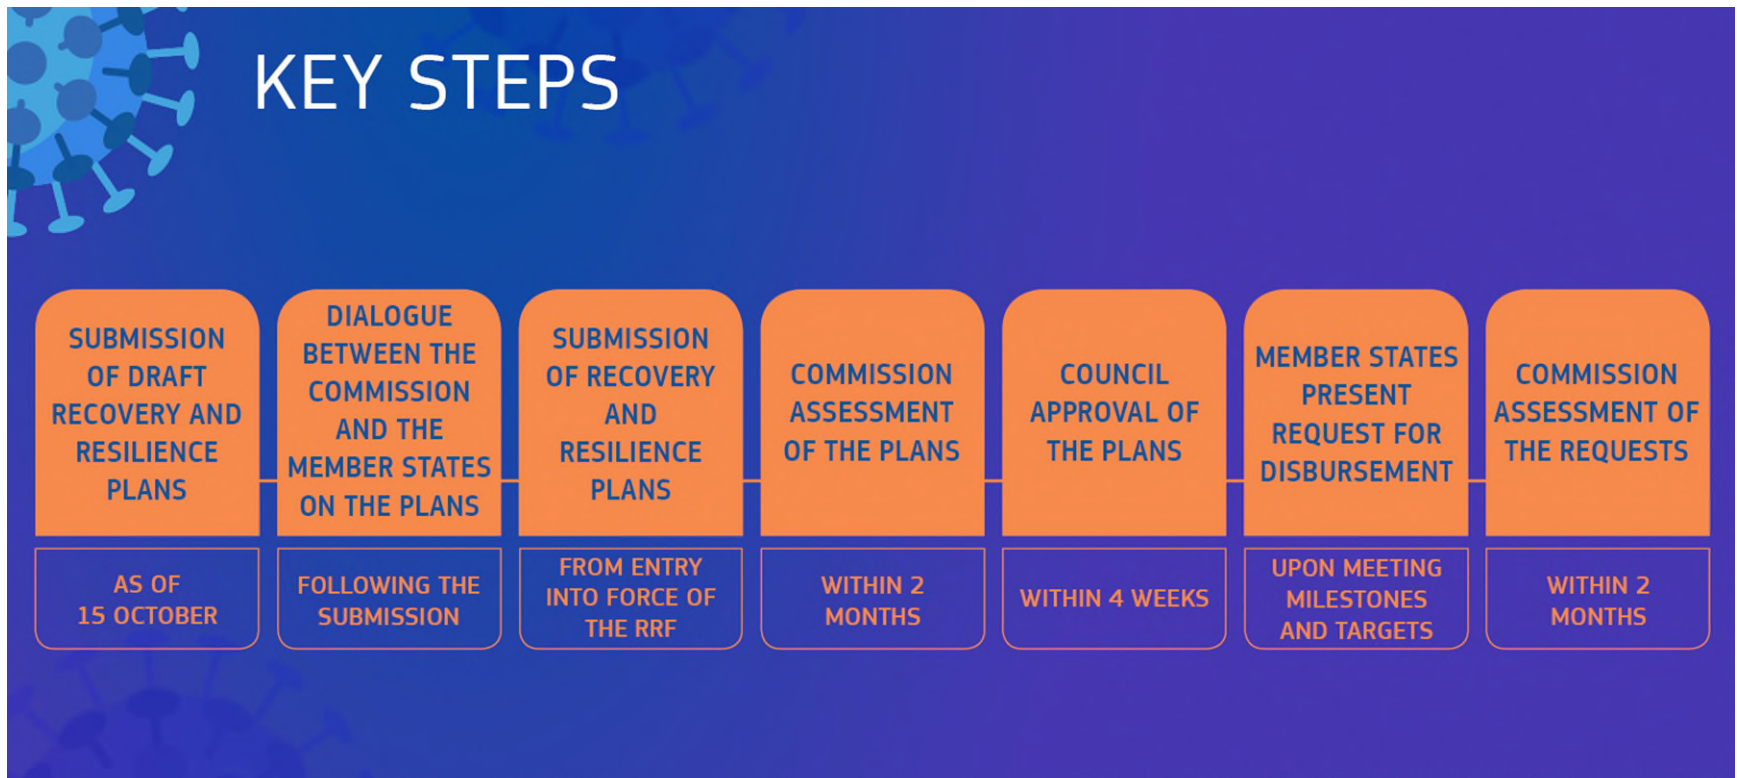 KEY STEPS
SUBMISSION
OF DRAFT
RECOVERY AND
RESILIENCE
PLANS
AS OF
15 OCTOBER
DIALOGUE
BETWEEN THE
COMMISSION
AND THE
MEMBER STATES
ON THE PLANS
FOLLOWING THE
SUBMISSION
SUBMISSION
OF RECOVERY
AND
RESILIENCE
PLANS
FROM ENTRY
INTO FORCE OF
THE RRF
COMMISSION
ASSESSMENT
OF THE PLANS
WITHIN 2
MONTHS
COUNCIL
APPROVAL OF
THE PLANS
WITHIN 4 WEEKS
MEMBER STATES
PRESENT
REQUEST FOR
DISBURSEMENT
UPON MEETING
MILESTONES
AND TARGETS
COMMISSION
ASSESSMENT OF
THE REQUESTS
WITHIN 2
MONTHS